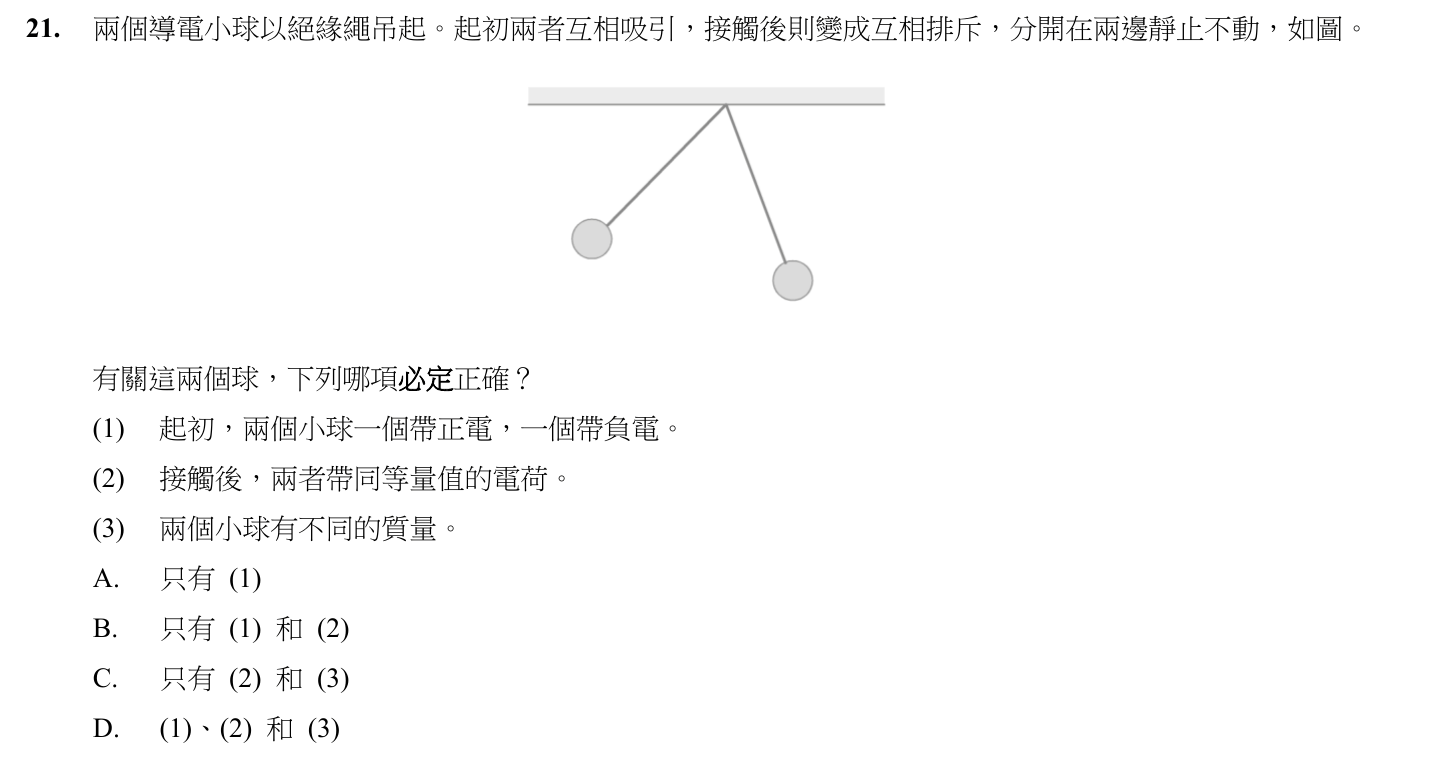 21. 兩個導電小球以絕緣繩吊起。起初兩者互相吸引，接觸後則變成互相排斥，分開在兩邊靜止不動，如圖。
有關這兩個球，下列哪項必定正確？
(1) 起初，兩個小球一個帶正電，一個帶負電。
(2) 接觸後，兩者帶同等量值的電荷。
(3) 兩個小球有不同的質量。
A. 只有 (1)
B. 只有 (1) 和 (2)
C. 只有 (2) 和 (3)
D. (1)、(2) 和 (3)